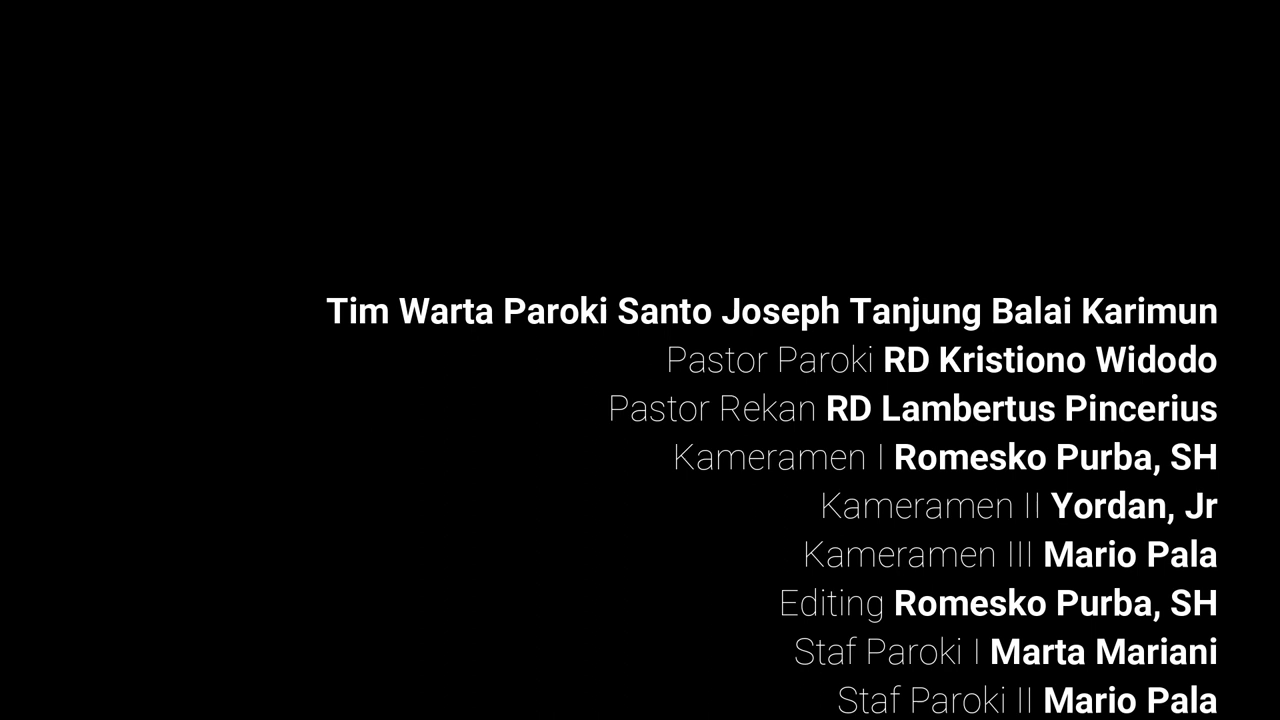 Tim Warta Paroki Santo Joseph Tanjung Balai Karimun
Pastor Paroki RD Kristiono Widodo
Pastor Rekan RD Lambertus Pincerius
Kameramen I Romesko Purba, SH
Kameramen II Yordan, Jr
Kameramen III Mario Pala
Editing Romesko Purba, SH
Staf Paroki I Marta Mariani
Staf Paroki II Mario Pala